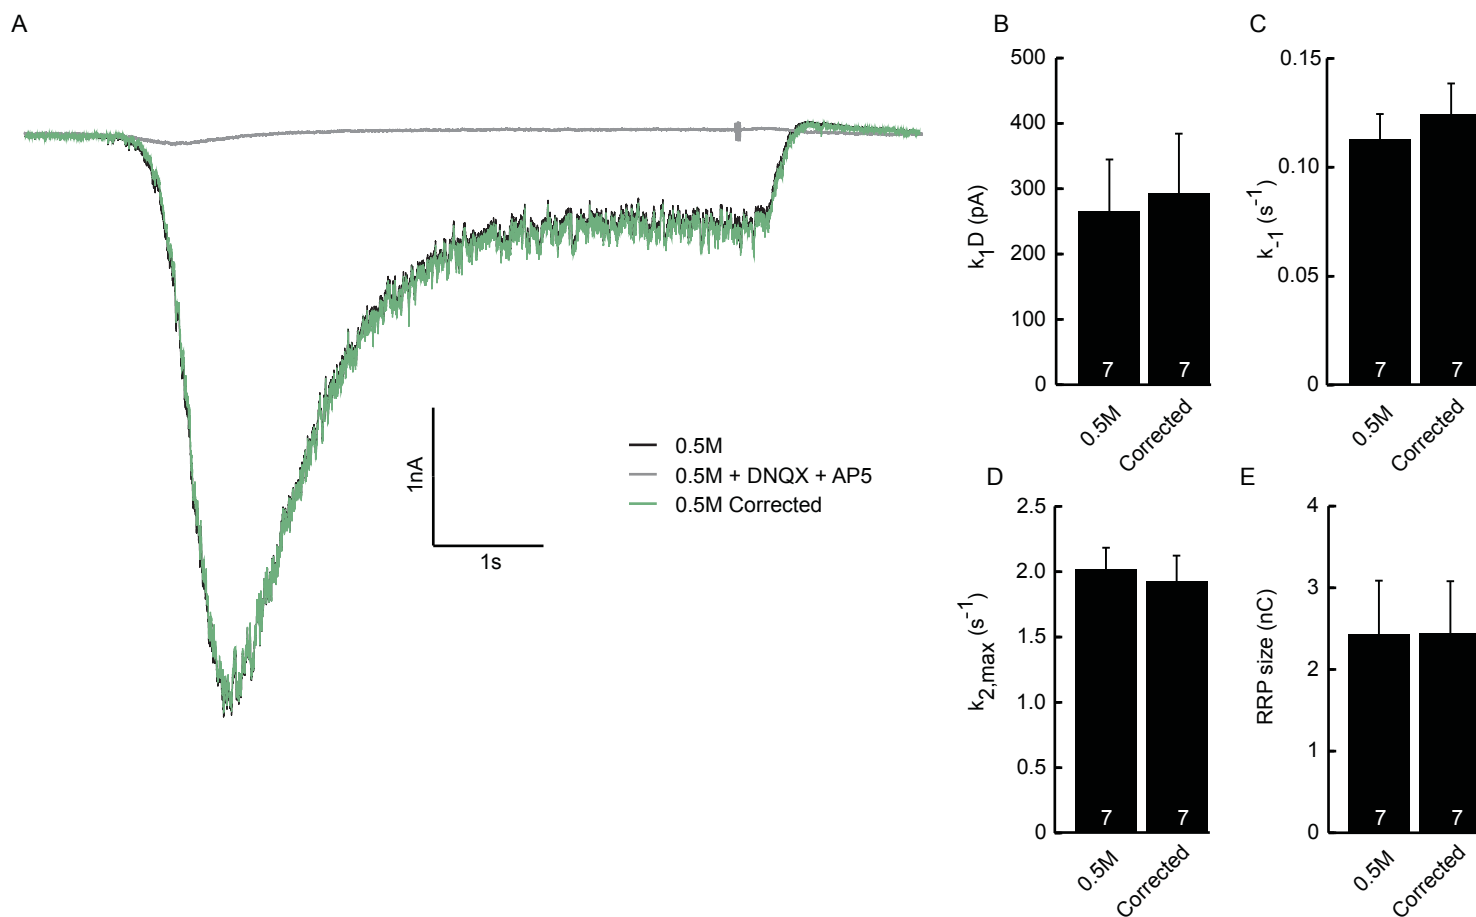 A
1nA
1s
0.5M
0.5M + DNQX + AP5
0.5M Corrected
B
500
400
300
200
100
0
k1D (pA)
7
7
0.5M
Corrected
C
0.15
0.10
0.05
0
k-1 (s-1)
7
7
0.5M
Corrected
D
2.5
2.0
1.5
1.0
0.5
0
k2,max (s-1)
7
7
0.5M
Corrected
E
4
3
2
1
0
RRP size (nC)
7
7
0.5M
Corrected